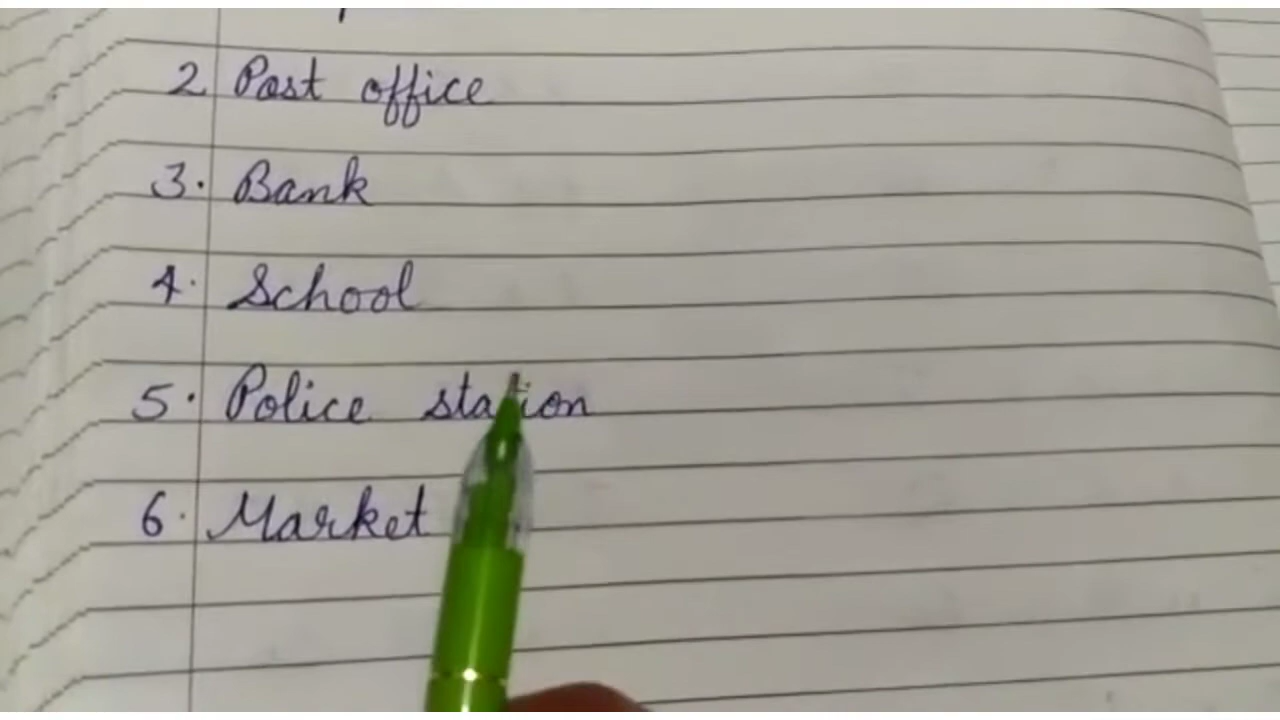 2 Post office
3. Bank
4. School
5. Police station
6. Market